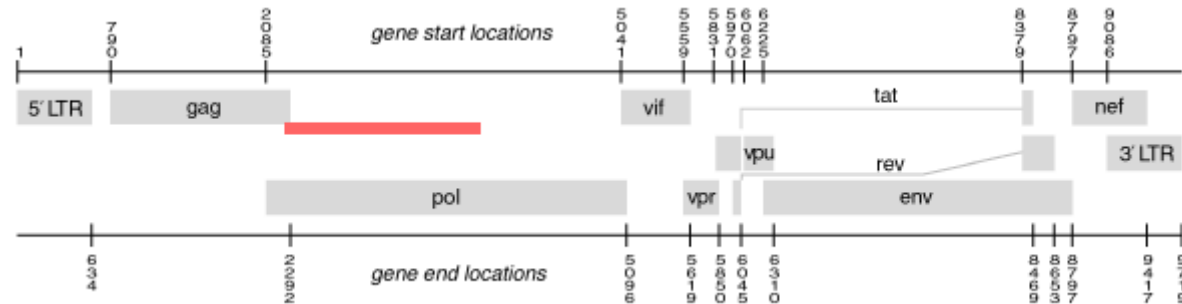 1 790 2085 gene start locations 5041 5559 5831 5970 6062 6225 8379 8797 9086
5′ LTR gag vif tat nef
vpu rev 3′ LTR
pol vpr env
634 2292 gene end locations 5096 5619 5850 6045 6310 8469 8653 8797 9417 9719